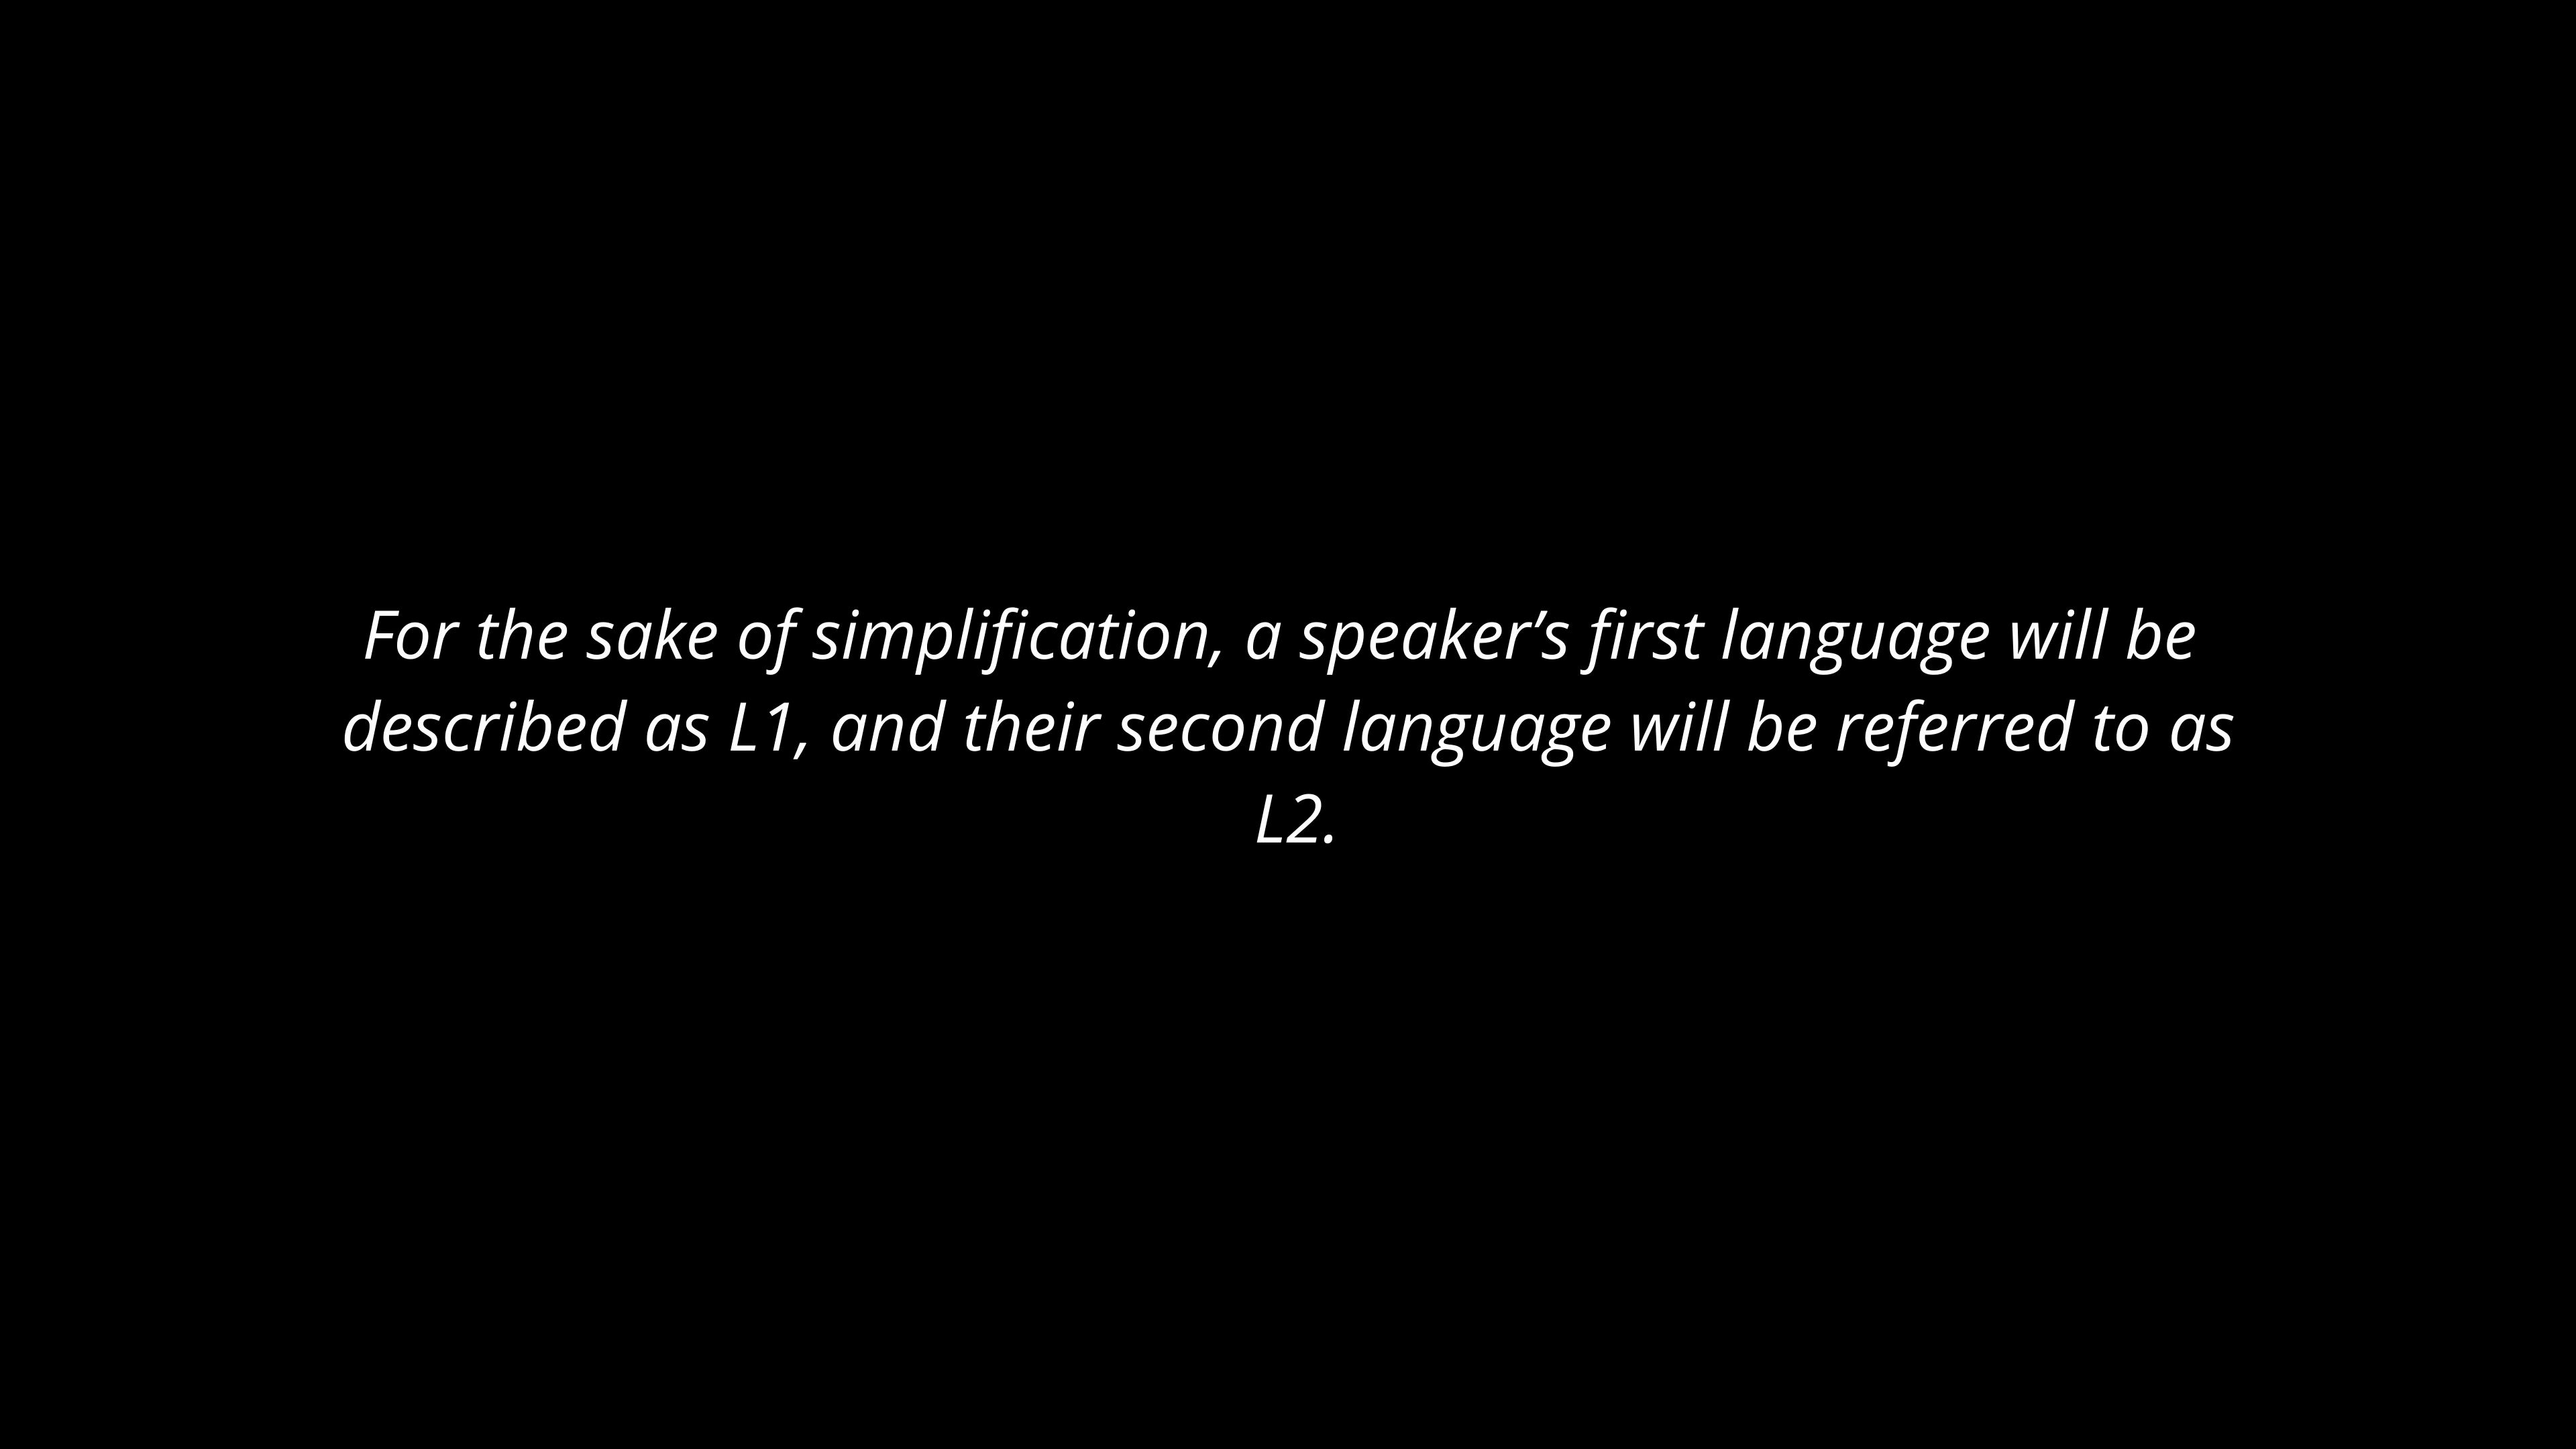 For the sake of simplification, a speaker’s first language will be
described as L1, and their second language will be referred to as
L2.